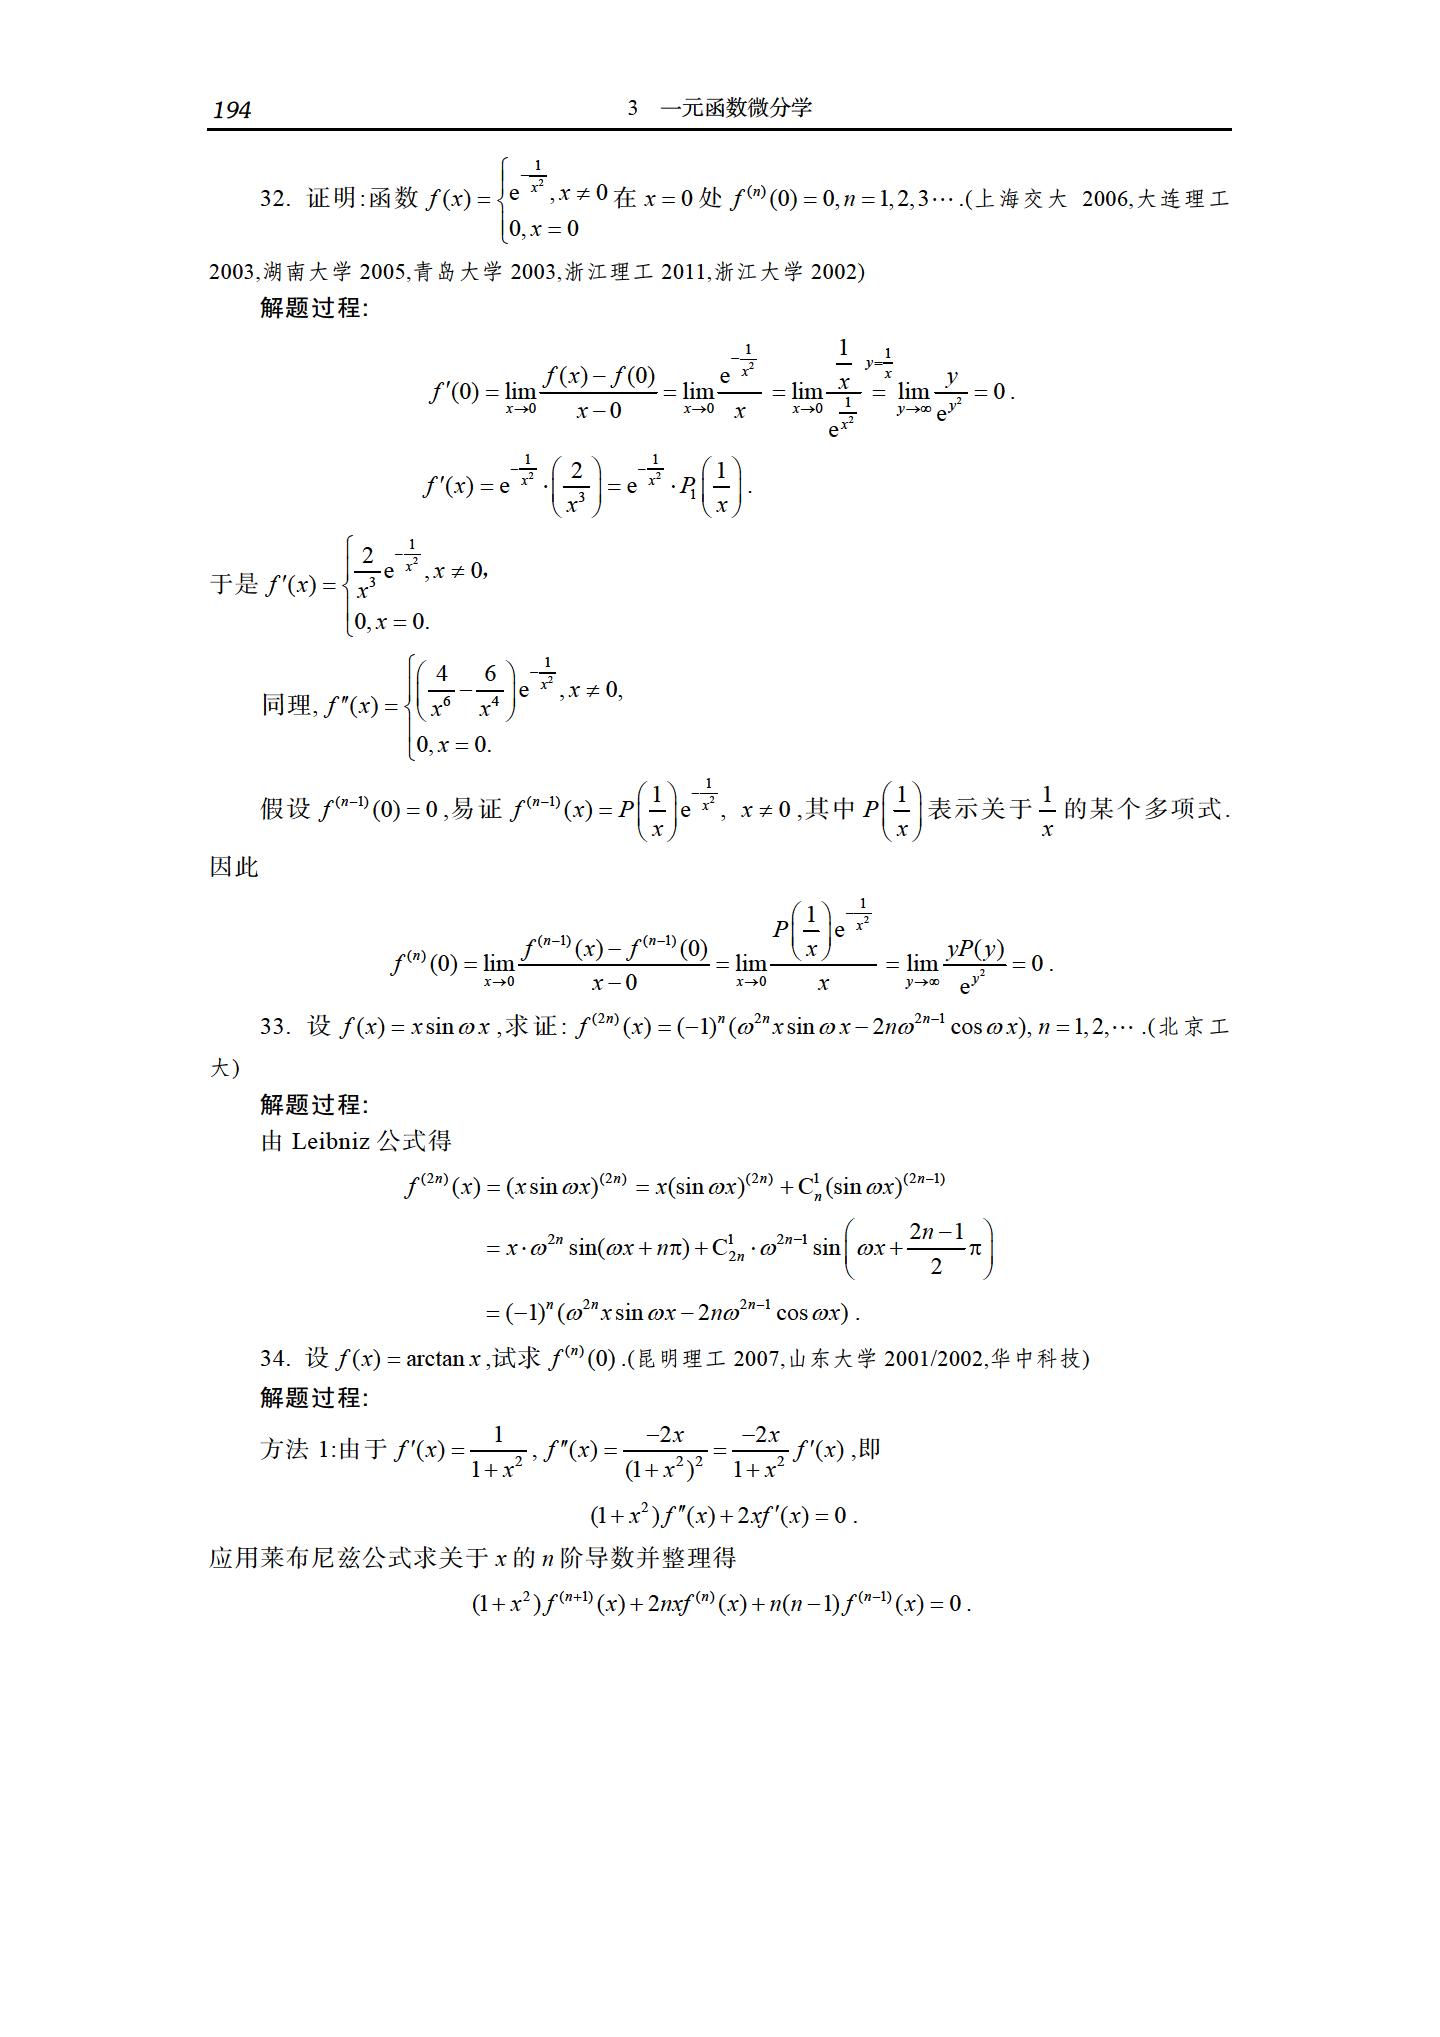 194 3 一元函数微分学
32. 证明:函数 $f(x)=\begin{cases}e^{-\frac{1}{x^2}},x\neq 0\\0,x=0\end{cases}$ 在 $x=0$ 处 $f^{(n)}(0)=0,n=1,2,3\cdots$.(上海交大 2006,大连理工
2003,湖南大学 2005,青岛大学 2003,浙江理工 2011,浙江大学 2002)
解题过程:
$f'(0)=\lim_{x\to 0}\frac{f(x)-f(0)}{x-0}=\lim_{x\to 0}\frac{e^{-\frac{1}{x^2}}}{x}=\lim_{x\to 0}\frac{\frac{1}{x}}{e^{\frac{1}{x^2}}}\overset{y=\frac{1}{x}}{=}\lim_{y\to\infty}\frac{y}{e^{y^2}}=0.$
$f'(x)=e^{-\frac{1}{x^2}}\cdot\left(\frac{2}{x^3}\right)=e^{-\frac{1}{x^2}}\cdot P_1\left(\frac{1}{x}\right).$
于是 $f'(x)=\begin{cases}\frac{2}{x^3}e^{-\frac{1}{x^2}},x\neq 0,\\0,x=0.\end{cases}$
同理, $f''(x)=\begin{cases}\left(\frac{4}{x^6}-\frac{6}{x^4}\right)e^{-\frac{1}{x^2}},x\neq 0,\\0,x=0.\end{cases}$
假设 $f^{(n-1)}(0)=0$,易证 $f^{(n-1)}(x)=P\left(\frac{1}{x}\right)e^{-\frac{1}{x^2}},\ x\neq 0$,其中 $P\left(\frac{1}{x}\right)$ 表示关于 $\frac{1}{x}$ 的某个多项式.
因此
$f^{(n)}(0)=\lim_{x\to 0}\frac{f^{(n-1)}(x)-f^{(n-1)}(0)}{x-0}=\lim_{x\to 0}\frac{P\left(\frac{1}{x}\right)e^{-\frac{1}{x^2}}}{x}=\lim_{y\to\infty}\frac{yP(y)}{e^{y^2}}=0.$
33. 设 $f(x)=x\sin\omega x$,求证: $f^{(2n)}(x)=(-1)^n(\omega^{2n}x\sin\omega x-2n\omega^{2n-1}\cos\omega x),n=1,2,\cdots$.(北京工
大)
解题过程:
由 Leibniz 公式得
$f^{(2n)}(x)=(x\sin\omega x)^{(2n)}=x(\sin\omega x)^{(2n)}+C_n^1(\sin\omega x)^{(2n-1)}$
$=x\cdot\omega^{2n}\sin(\omega x+n\pi)+C_{2n}^1\cdot\omega^{2n-1}\sin\left(\omega x+\frac{2n-1}{2}\pi\right)$
$=(-1)^n(\omega^{2n}x\sin\omega x-2n\omega^{2n-1}\cos\omega x).$
34. 设 $f(x)=\arctan x$,试求 $f^{(n)}(0)$.(昆明理工 2007,山东大学 2001/2002,华中科技)
解题过程:
方法 1:由于 $f'(x)=\frac{1}{1+x^2},f''(x)=\frac{-2x}{(1+x^2)^2}=\frac{-2x}{1+x^2}f'(x)$,即
$(1+x^2)f''(x)+2xf'(x)=0.$
应用莱布尼兹公式求关于 $x$ 的 $n$ 阶导数并整理得
$(1+x^2)f^{(n+1)}(x)+2nxf^{(n)}(x)+n(n-1)f^{(n-1)}(x)=0.$